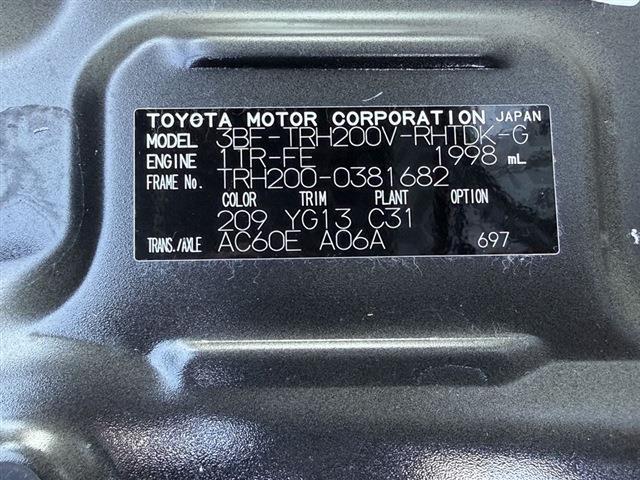 TOYOTA MOTOR CORPORATION JAPAN
MODEL 3BF-TRH200V-RHTDK-G
ENGINE 1TR-FE 1998 mL
FRAME NO. TRH200-0381682
COLOR TRIM PLANT OPTION
209 YG13 C31
TRANS./AXLE AC60E A06A 697